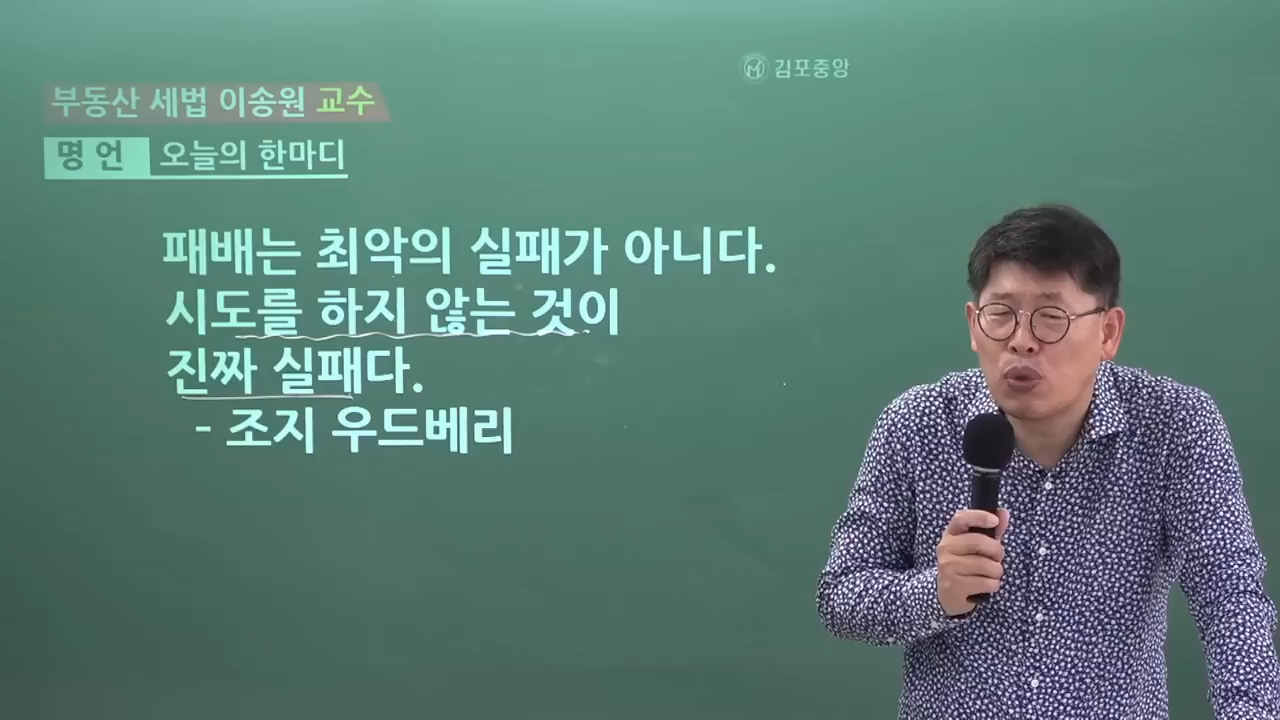 김포중앙
부동산 세법 이송원 교수
명 언 오늘의 한마디
패배는 최악의 실패가 아니다.
시도를 하지 않는 것이
진짜 실패다.
- 조지 우드베리